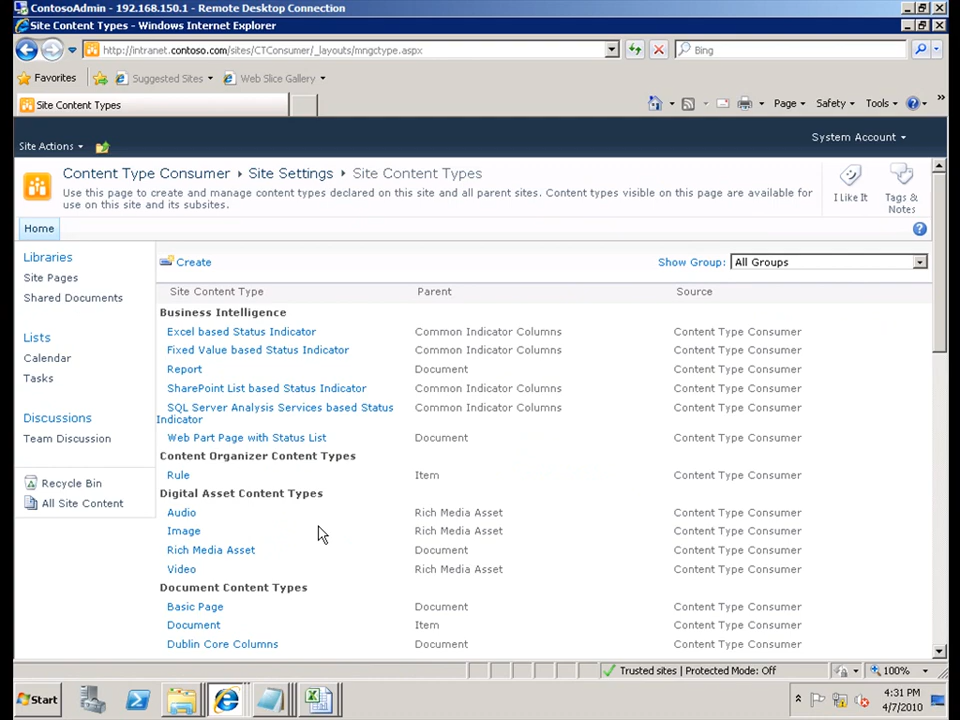 ContosoAdmin - 192.168.150.1 - Remote Desktop Connection
Site Content Types - Windows Internet Explorer
http://intranet.contoso.com/sites/CTConsumer/_layouts/mngctype.aspx
Bing
Favorites Suggested Sites Web Slice Gallery
Site Content Types
Page Safety Tools
Site Actions
System Account
Content Type Consumer Site Settings Site Content Types
Use this page to create and manage content types declared on this site and all parent sites. Content types visible on this page are available for
use on this site and its subsites.
I Like It
Tags &
Notes
Home
Libraries
Site Pages
Shared Documents
Lists
Calendar
Tasks
Discussions
Team Discussion
Recycle Bin
All Site Content
Create
Show Group: All Groups
Site Content Type Parent Source
Business Intelligence
Excel based Status Indicator Common Indicator Columns Content Type Consumer
Fixed Value based Status Indicator Common Indicator Columns Content Type Consumer
Report Document Content Type Consumer
SharePoint List based Status Indicator Common Indicator Columns Content Type Consumer
SQL Server Analysis Services based Status Common Indicator Columns Content Type Consumer
Indicator
Web Part Page with Status List Document Content Type Consumer
Content Organizer Content Types
Rule Item Content Type Consumer
Digital Asset Content Types
Audio Rich Media Asset Content Type Consumer
Image Rich Media Asset Content Type Consumer
Rich Media Asset Document Content Type Consumer
Video Rich Media Asset Content Type Consumer
Document Content Types
Basic Page Document Content Type Consumer
Document Item Content Type Consumer
Dublin Core Columns Document Content Type Consumer
Trusted sites | Protected Mode: Off
100%
Start
4:31 PM
4/7/2010